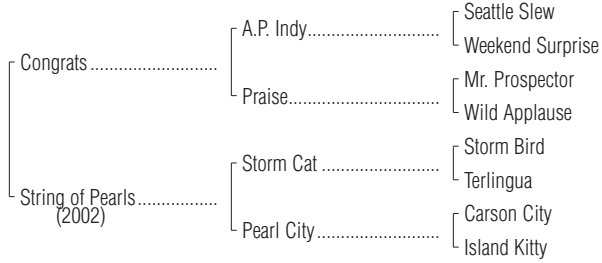 Seattle Slew
A.P. Indy..............................
Weekend Surprise
Congrats.............................
Mr. Prospector
Praise...................................
Wild Applause
Storm Bird
Storm Cat ...........................
Terlingua
String of Pearls..................
(2002)
Carson City
Pearl City............................
Island Kitty